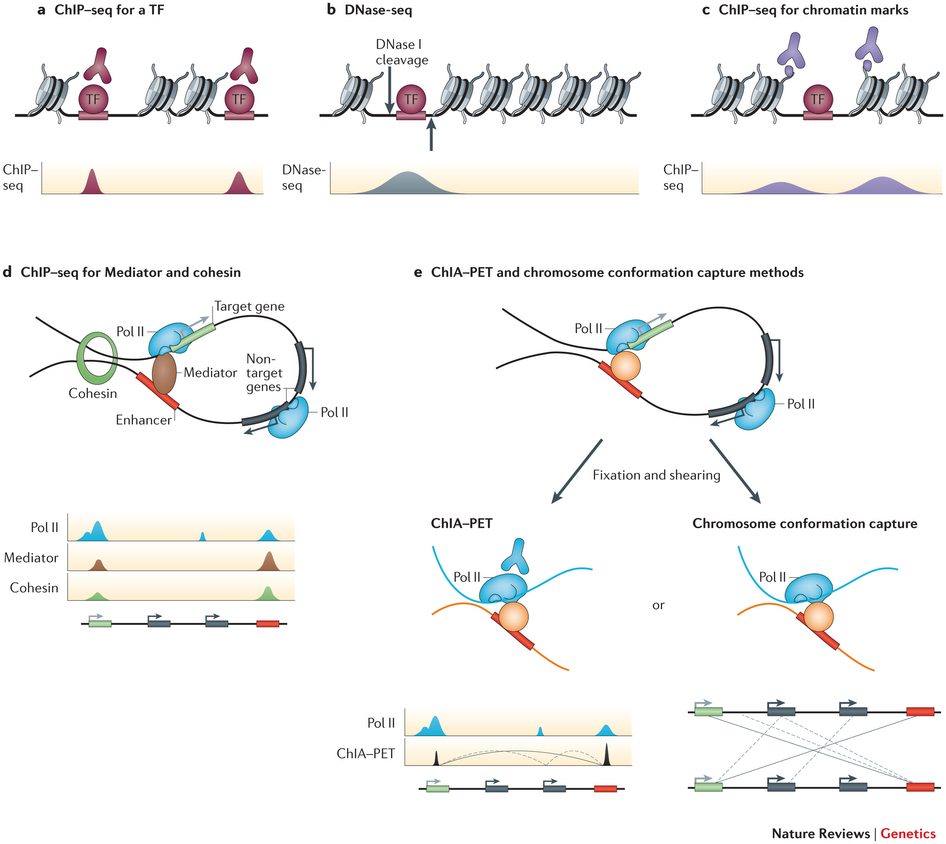 a ChIP–seq for a TF
TF
TF
ChIP–
seq
b DNase-seq
DNase I
cleavage
TF
DNase-
seq
c ChIP–seq for chromatin marks
TF
ChIP–
seq
d ChIP–seq for Mediator and cohesin
Target gene
Pol II
Mediator
Non-
target
genes
Cohesin
Enhancer
Pol II
Pol II
Mediator
Cohesin
e ChIA–PET and chromosome conformation capture methods
Pol II
Pol II
Fixation and shearing
ChIA–PET
Pol II
or
Chromosome conformation capture
Pol II
Pol II
ChIA–PET
Nature Reviews | Genetics